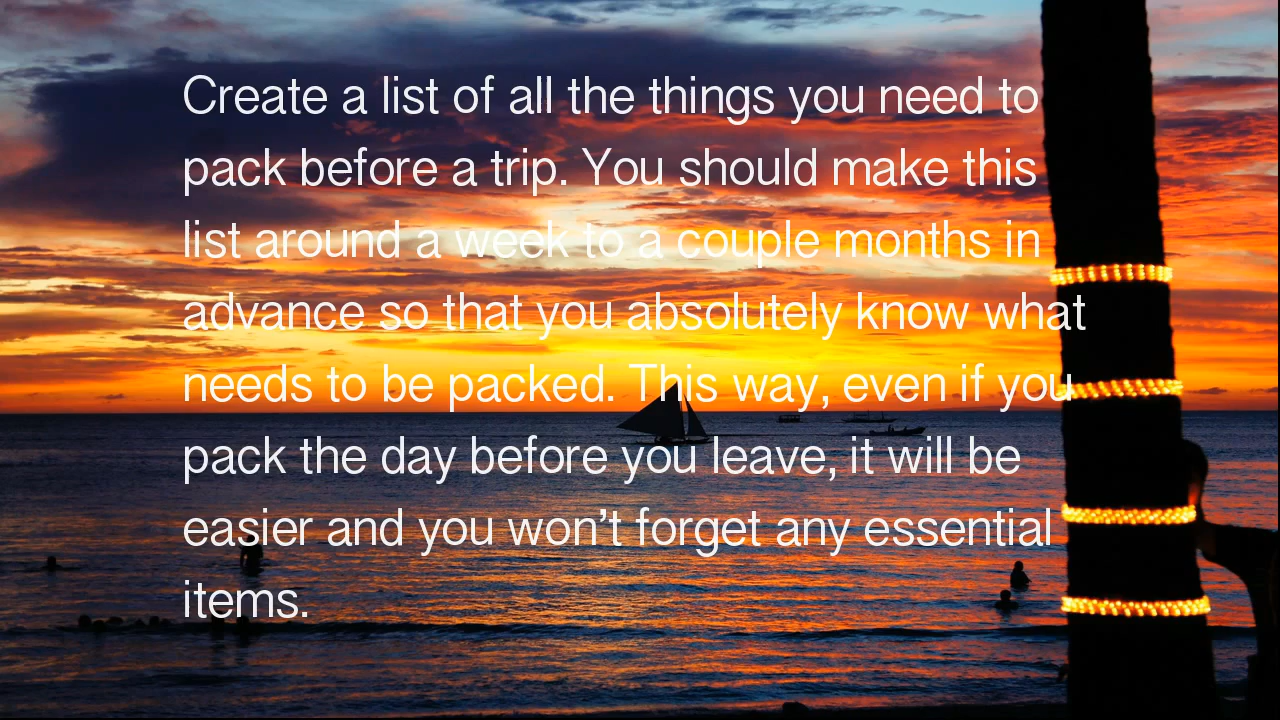 Create a list of all the things you need to
pack before a trip. You should make this
list around a week to a couple months in
advance so that you absolutely know what
needs to be packed. This way, even if you
pack the day before you leave, it will be
easier and you won’t forget any essential
items.